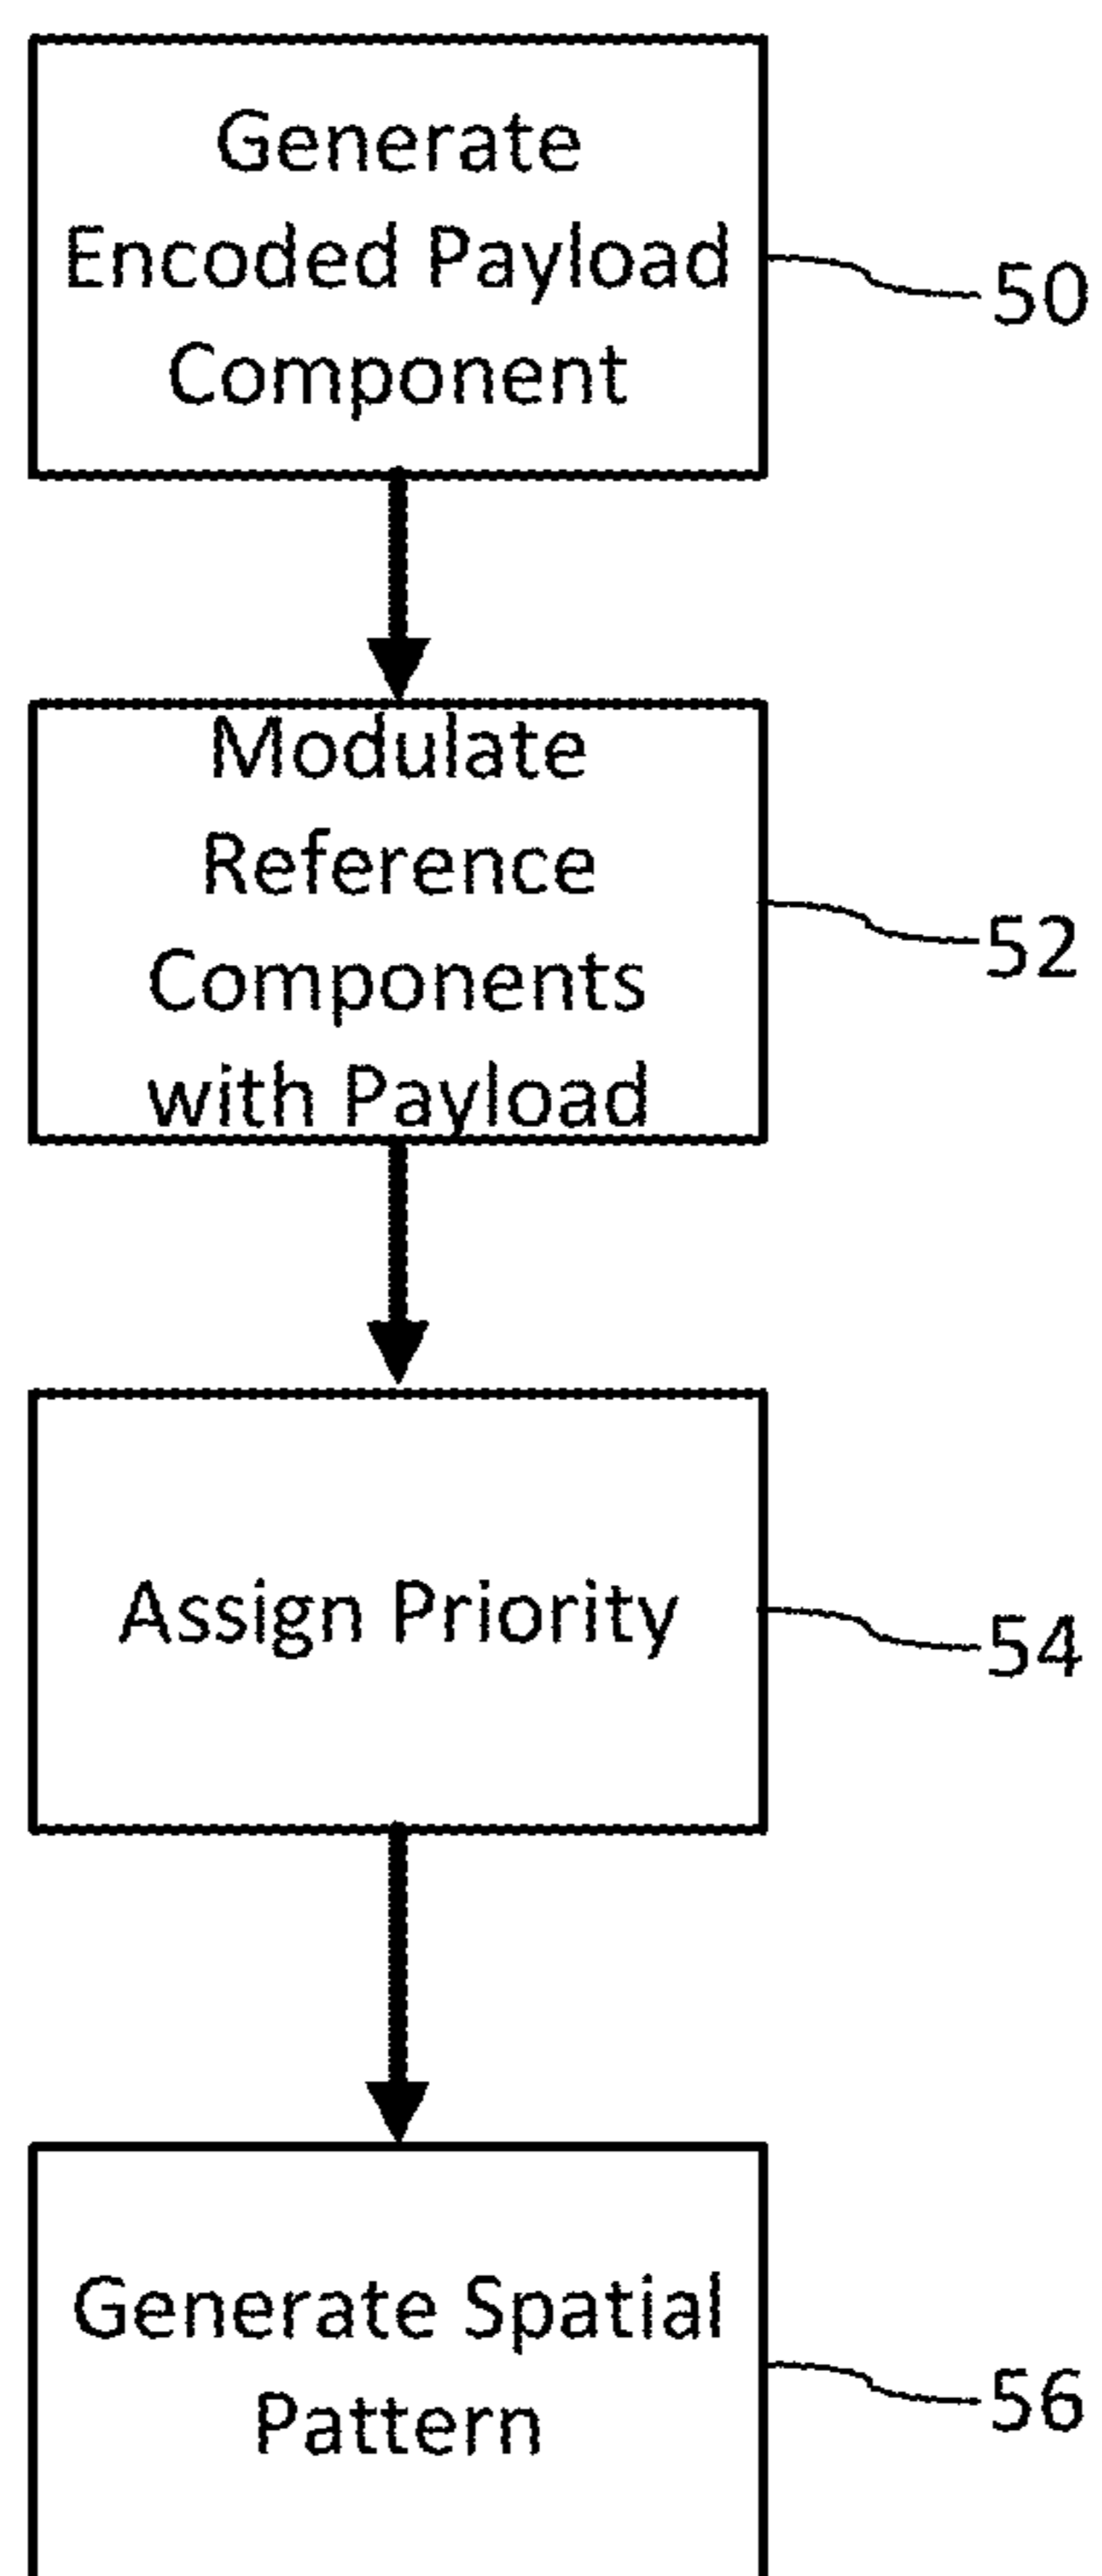 Generate
Encoded Payload
Component
50
Modulate
Reference
Components
with Payload
52
Assign Priority
54
Generate Spatial
Pattern
56